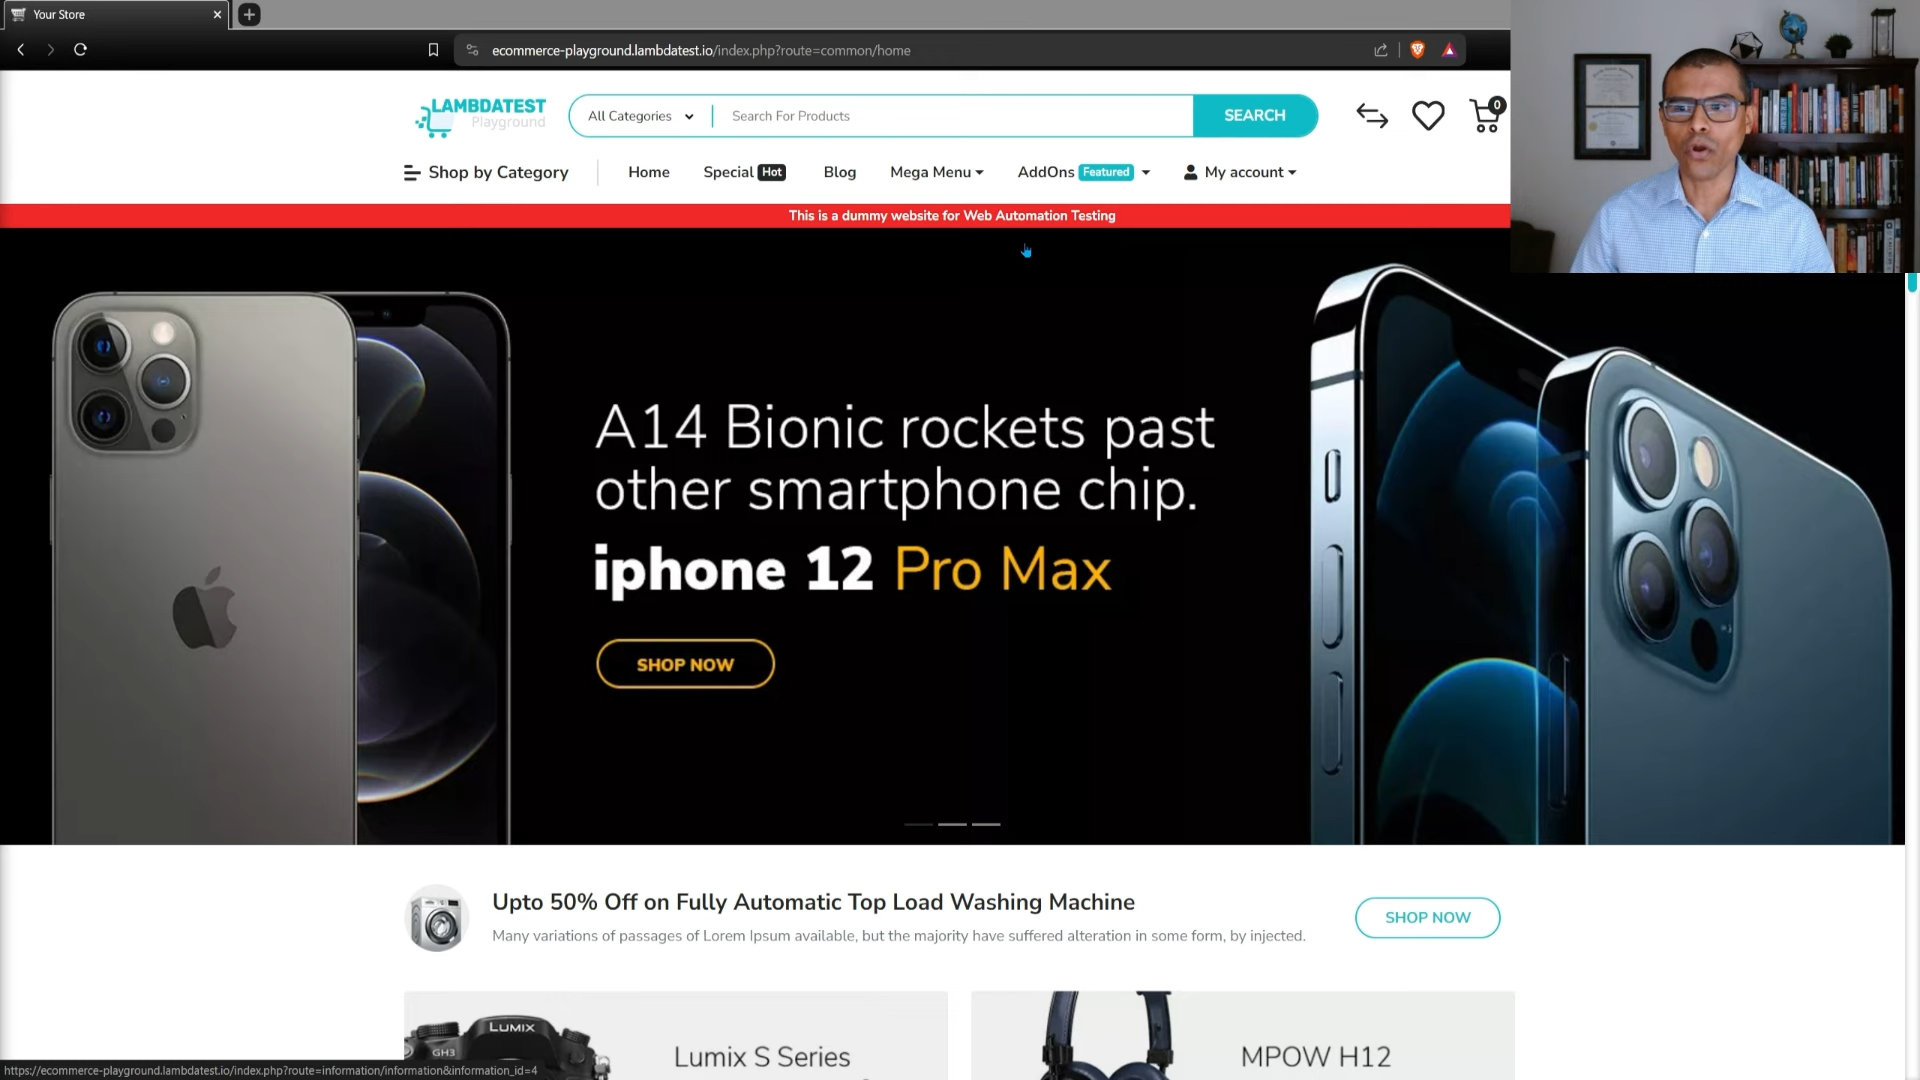 Your Store
ecommerce-playground.lambdatest.io/index.php?route=common/home
LAMBDATEST
Playground
All Categories
Search For Products
SEARCH
0
Shop by Category
Home
Special Hot
Blog
Mega Menu
AddOns Featured
My account
This is a dummy website for Web Automation Testing
A14 Bionic rockets past
other smartphone chip.
iphone 12 Pro Max
SHOP NOW
Upto 50% Off on Fully Automatic Top Load Washing Machine
Many variations of passages of Lorem Ipsum available, but the majority have suffered alteration in some form, by injected.
SHOP NOW
LUMIX
GH3
Lumix S Series
MPOW H12
https://ecommerce-playground.lambdatest.io/index.php?route=information/information&information_id=4